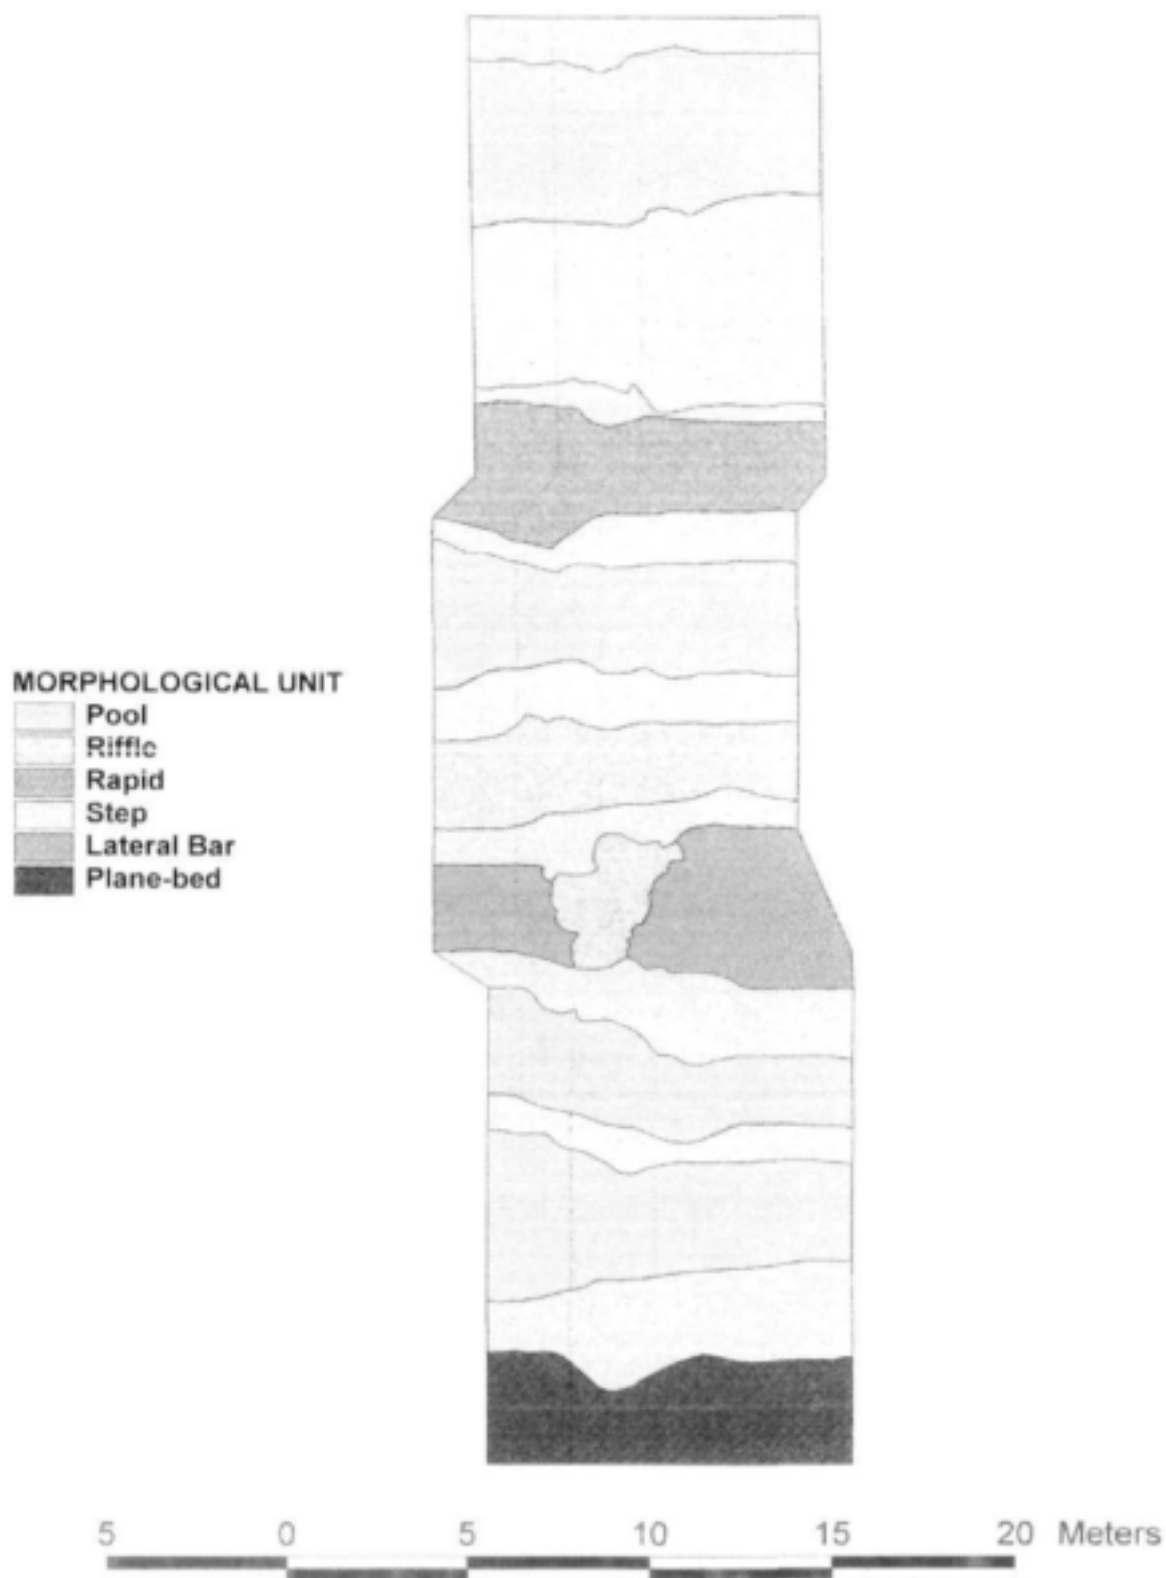 MORPHOLOGICAL UNIT
Pool
Riffle
Rapid
Step
Lateral Bar
Plane-bed
5 0 5 10 15 20 Meters